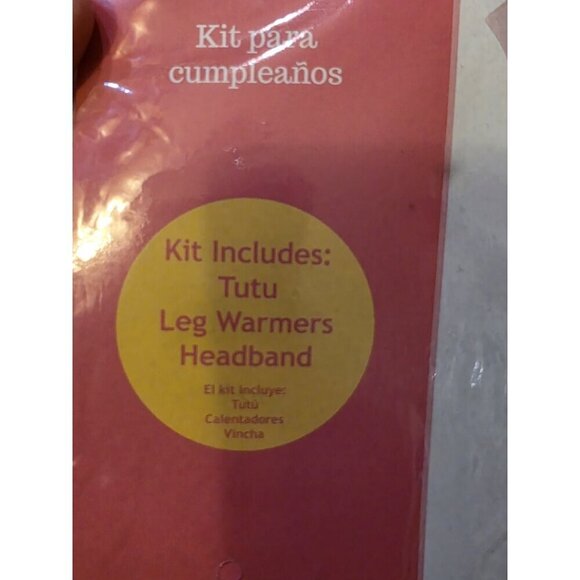 Kit para
cumpleaños
Kit Includes:
Tutu
Leg Warmers
Headband
El kit incluye:
Tutú
Calentadores
Vincha